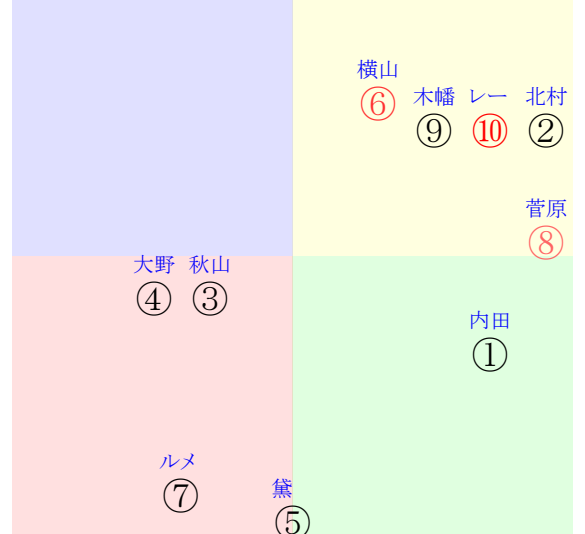 横山
⑥
木幡 レー 北村
⑨ ⑩ ②
菅原
⑧
大野 秋山
④ ③
内田
①
ルメ
⑦
黛
⑤